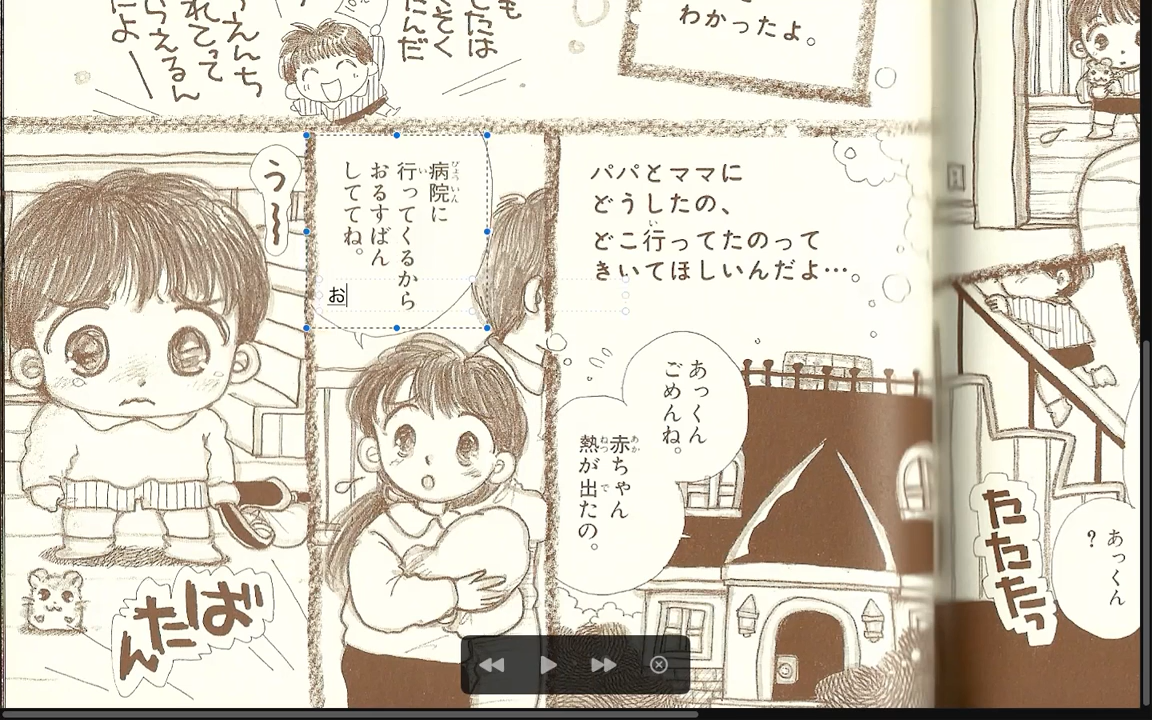 わかったよ。
？
あっくん
たたたっ
パパとママに
どうしたの、
どこ行ってたのって
きいてほしいんだよ…
あっくん
ごめんね。
赤ちゃん
熱が出たの。
病院に
行ってくるから
おるすばん
しててね。
お
う〜
ばたん